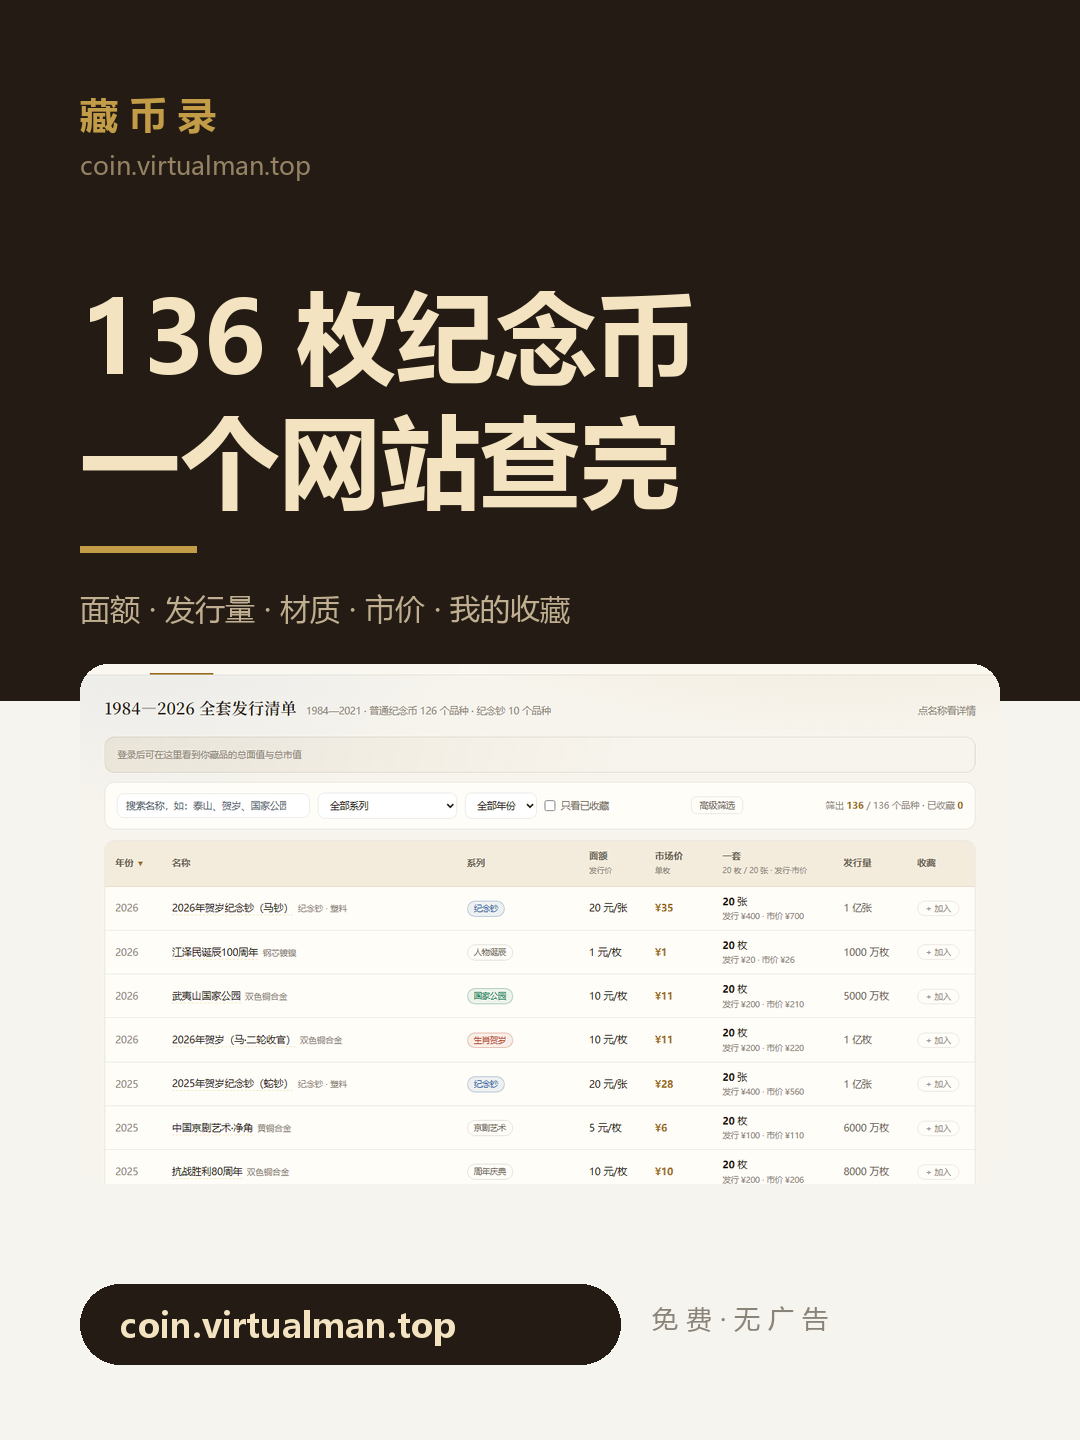 藏币录
coin.virtualman.top
136 枚纪念币
一个网站查完
面额 · 发行量 · 材质 · 市价 · 我的收藏
1984—2026 全套发行清单 1984—2021 · 普通纪念币 126 个品种 · 纪念钞 10 个品种 点名称看详情
登录后可在这里看到你藏品的总面值与总市值
搜索名称，如：泰山、贺岁、国家公园 全部系列 全部年份 只看已收藏 高级筛选 筛出 136 / 136 个品种 · 已收藏 0
年份 ▼ 名称 系列 面额 市场价 一套 发行量 收藏
发行价 单枚 20 枚 / 20 张 · 发行·市价
2026 2026年贺岁纪念钞（马钞） 纪念钞 · 塑料 纪念钞 20 元/张 ¥35 20 张 1 亿张 + 加入
发行 ¥400 · 市价 ¥700
2026 江泽民诞辰100周年 钢芯镀镍 人物诞辰 1 元/枚 ¥1 20 枚 1000 万枚 + 加入
发行 ¥20 · 市价 ¥26
2026 武夷山国家公园 双色铜合金 国家公园 10 元/枚 ¥11 20 枚 5000 万枚 + 加入
发行 ¥200 · 市价 ¥210
2026 2026年贺岁（马·二轮收官） 双色铜合金 生肖贺岁 10 元/枚 ¥11 20 枚 1 亿枚 + 加入
发行 ¥200 · 市价 ¥220
2025 2025年贺岁纪念钞（蛇钞） 纪念钞 · 塑料 纪念钞 20 元/张 ¥28 20 张 1 亿张 + 加入
发行 ¥400 · 市价 ¥560
2025 中国京剧艺术·净角 黄铜合金 京剧艺术 5 元/枚 ¥6 20 枚 6000 万枚 + 加入
发行 ¥100 · 市价 ¥110
2025 抗战胜利80周年 双色铜合金 周年庆典 10 元/枚 ¥10 20 枚 8000 万枚 + 加入
发行 ¥200 · 市价 ¥206
coin.virtualman.top
免费·无广告